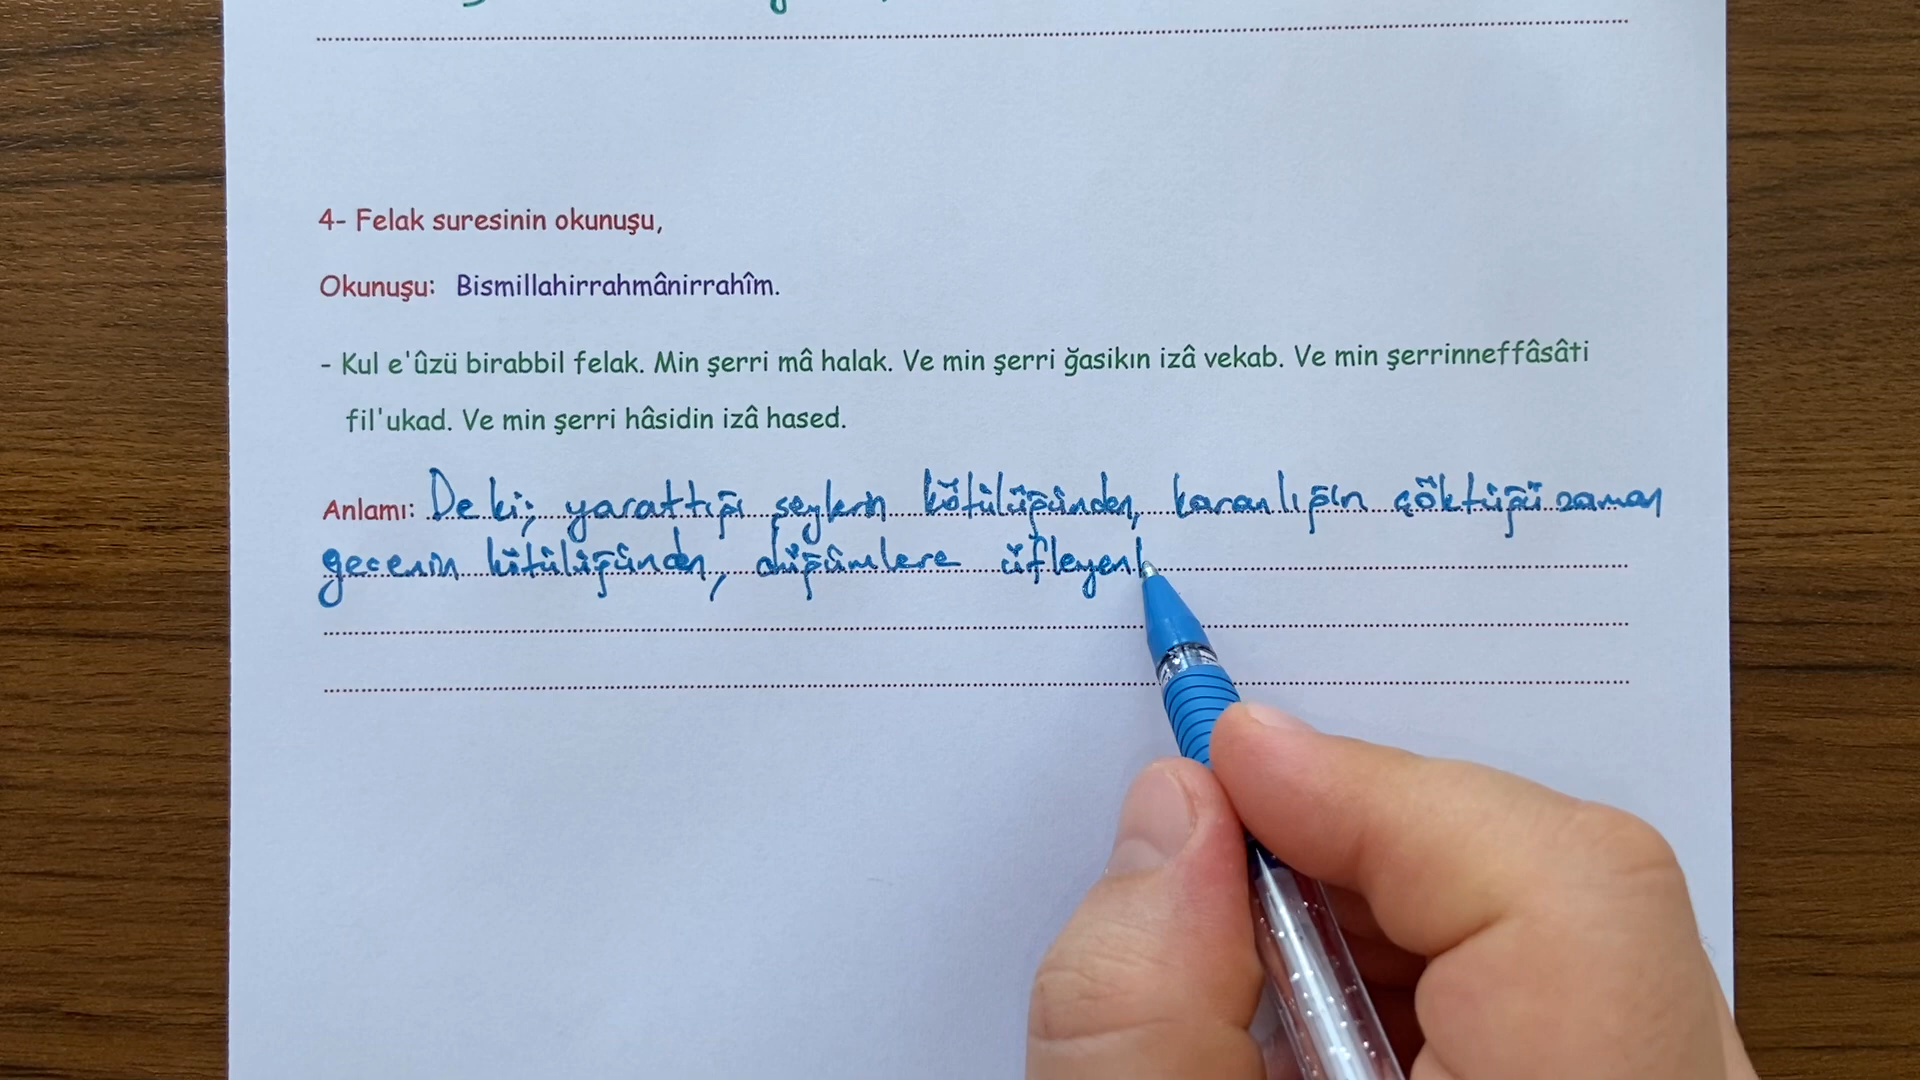 4- Felak suresinin okunuşu,
Okunuşu: Bismillahirrahmânirrahîm.
- Kul e'ûzü birabbil felak. Min şerri mâ halak. Ve min şerri ğasikın izâ vekab. Ve min şerrinneffâsâti
fil'ukad. Ve min şerri hâsidin izâ hased.
Anlamı: De ki; yarattığı şeylerin kötülüğünden, karanlığın çöktüğü zaman
gecenin kötülüğünden, düğümlere üfleyenl